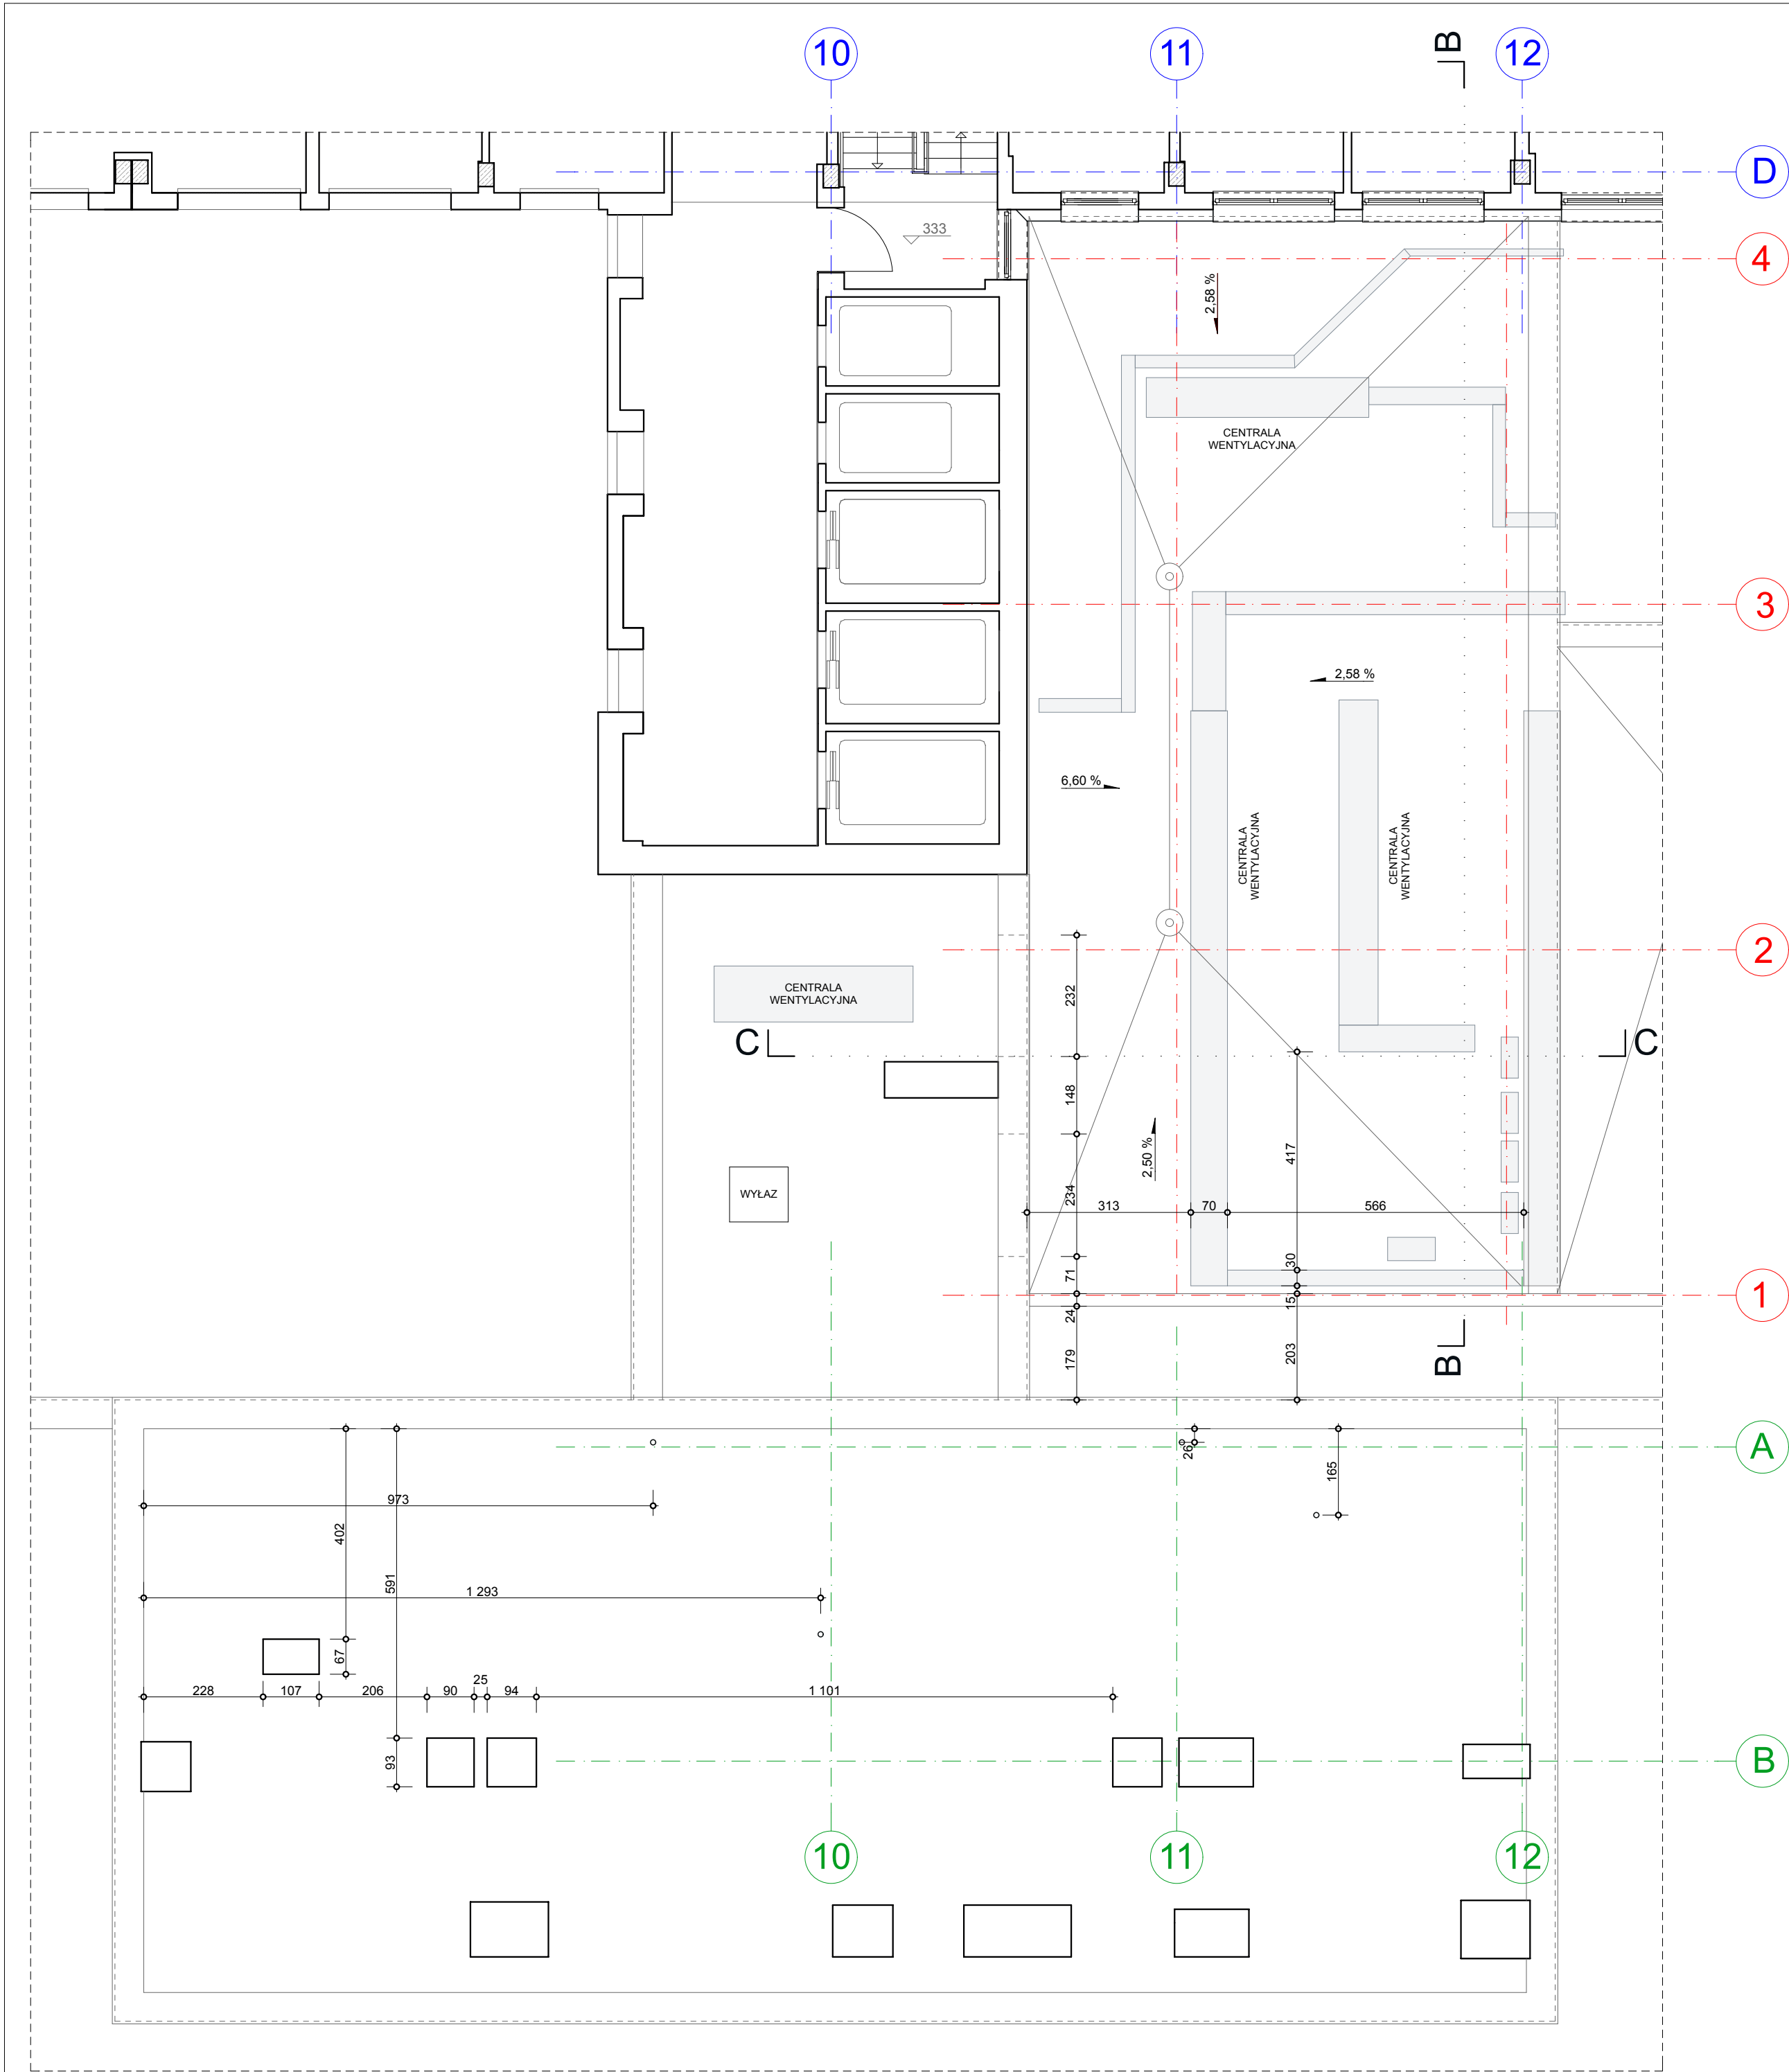 10
11
B
12
D
333
4
2,58 %
CENTRALA
WENTYLACYJNA
3
2,58 %
6,60 %
CENTRALA
WENTYLACYJNA
CENTRALA
WENTYLACYJNA
2
CENTRALA
WENTYLACYJNA
232
C
C
148
417
2,50 %
234
WYŁAZ
313
70
566
30
71
1
15
24
203
179
B
26
A
165
973
402
591
1 293
67
25
228
107
206
90
94
1 101
93
B
10
11
12